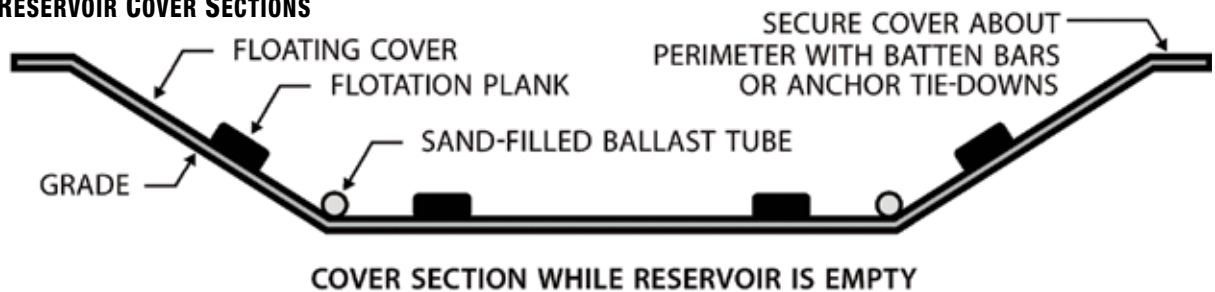 RESERVOIR COVER SECTIONS
FLOATING COVER
FLOTATION PLANK
SECURE COVER ABOUT
PERIMETER WITH BATTEN BARS
OR ANCHOR TIE-DOWNS
SAND-FILLED BALLAST TUBE
GRADE
COVER SECTION WHILE RESERVOIR IS EMPTY